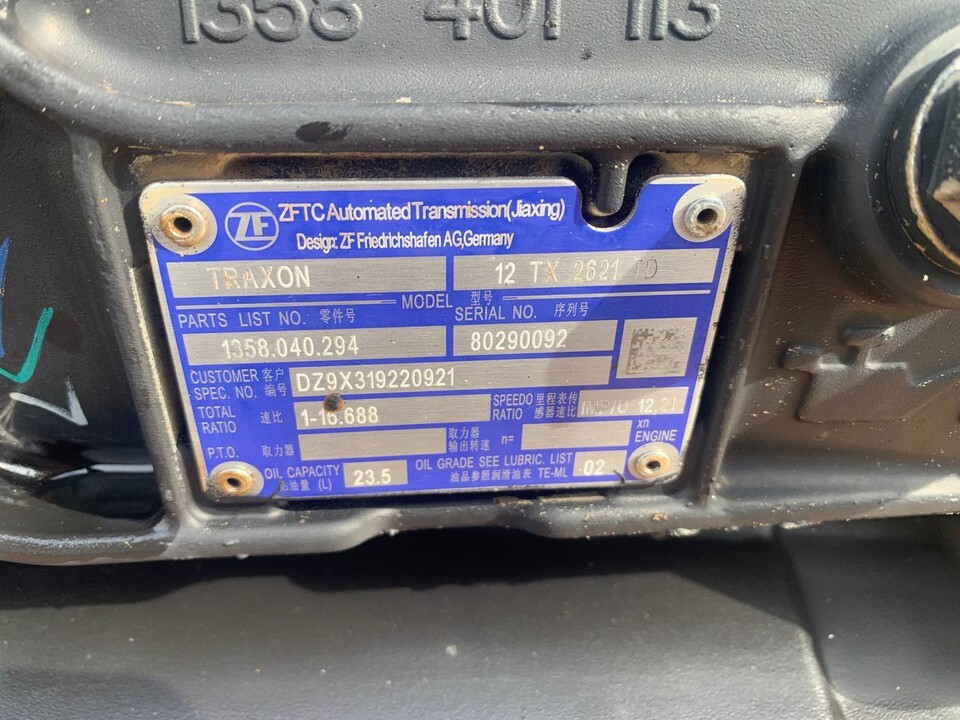 1358 401 113
ZF ZFTC Automated Transmission(Jiaxing)
Design: ZF Friedrichshafen AG,Germany
TRAXON 12 TX 2621 TD
MODEL 型号
PARTS LIST NO. 零件号 SERIAL NO. 序列号
1358.040.294 80290092
CUSTOMER 客户 SPEC. NO. 编号 DZ9X319220921
TOTAL RATIO 速比 1-16.688 SPEEDO RATIO 里程表传感器速比 IMP/U 12,21
P.T.O. 取力器 取力器输出转速 n= xn ENGINE
OIL CAPACITY 油量 (L) 23.5 OIL GRADE SEE LUBRIC. LIST 油品参照润滑油表 TE-ML 02